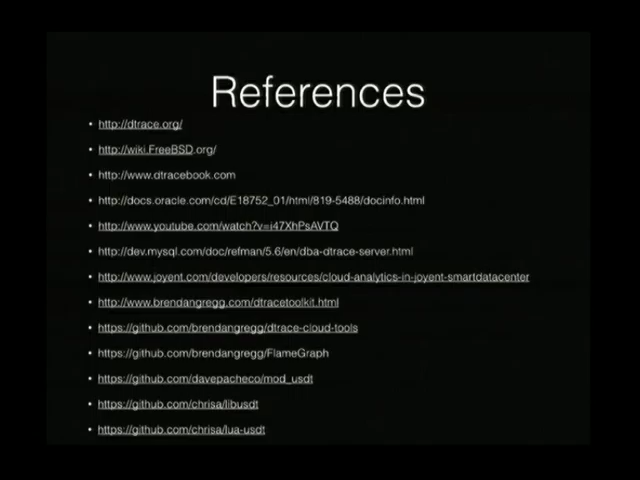 References
• http://dtrace.org/
• http://wiki.FreeBSD.org/
• http://www.dtracebook.com
• http://docs.oracle.com/cd/E18752_01/html/819-5488/docinfo.html
• http://www.youtube.com/watch?v=i47XhPsAVTQ
• http://dev.mysql.com/doc/refman/5.6/en/dba-dtrace-server.html
• http://www.joyent.com/developers/resources/cloud-analytics-in-joyent-smartdatacenter
• http://www.brendangregg.com/dtracetoolkit.html
• https://github.com/brendangregg/dtrace-cloud-tools
• https://github.com/brendangregg/FlameGraph
• https://github.com/davepacheco/mod_usdt
• https://github.com/chrisa/libusdt
• https://github.com/chrisa/lua-usdt